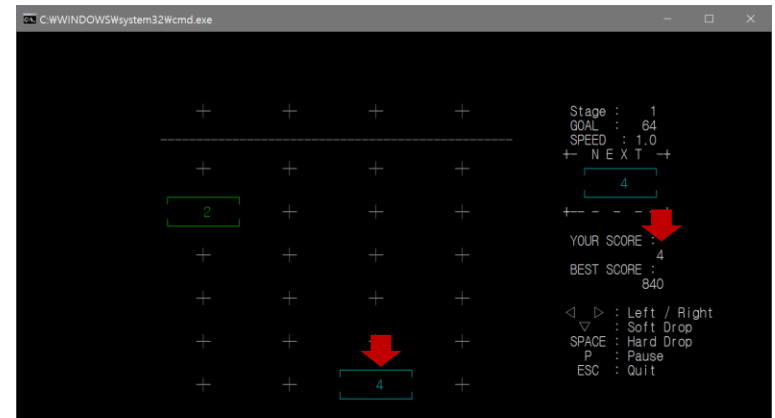 C:₩WINDOWS₩system32₩cmd.exe
Stage : 1
GOAL : 64
SPEED : 1.0
+- N E X T -+
4
2
+-- - - - -+
YOUR SCORE :
4
BEST SCORE :
840
◁ ▷ : Left / Right
▽ : Soft Drop
SPACE : Hard Drop
P : Pause
ESC : Quit
4